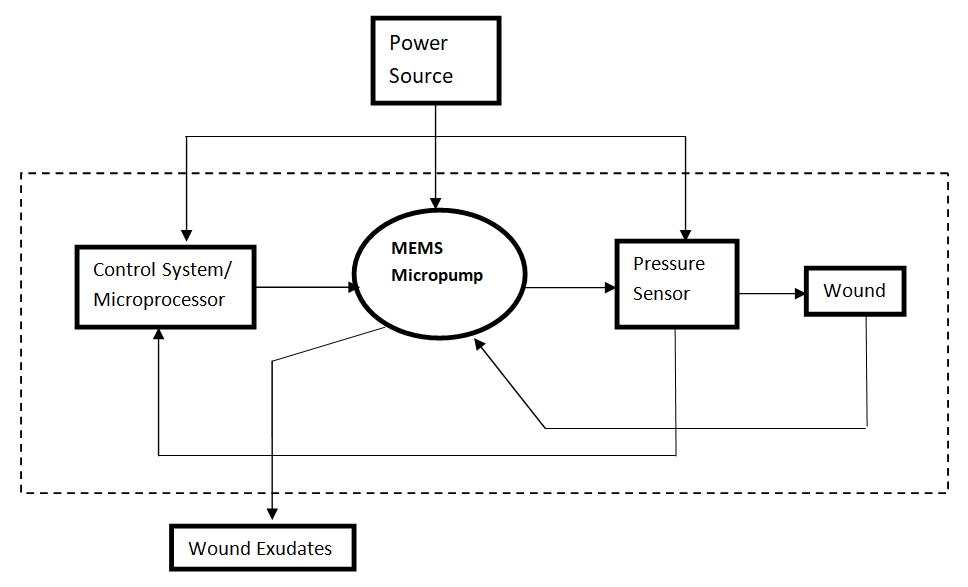 Power
Source
MEMS
Micropump
Control System/
Microprocessor
Pressure
Sensor
Wound
Wound Exudates